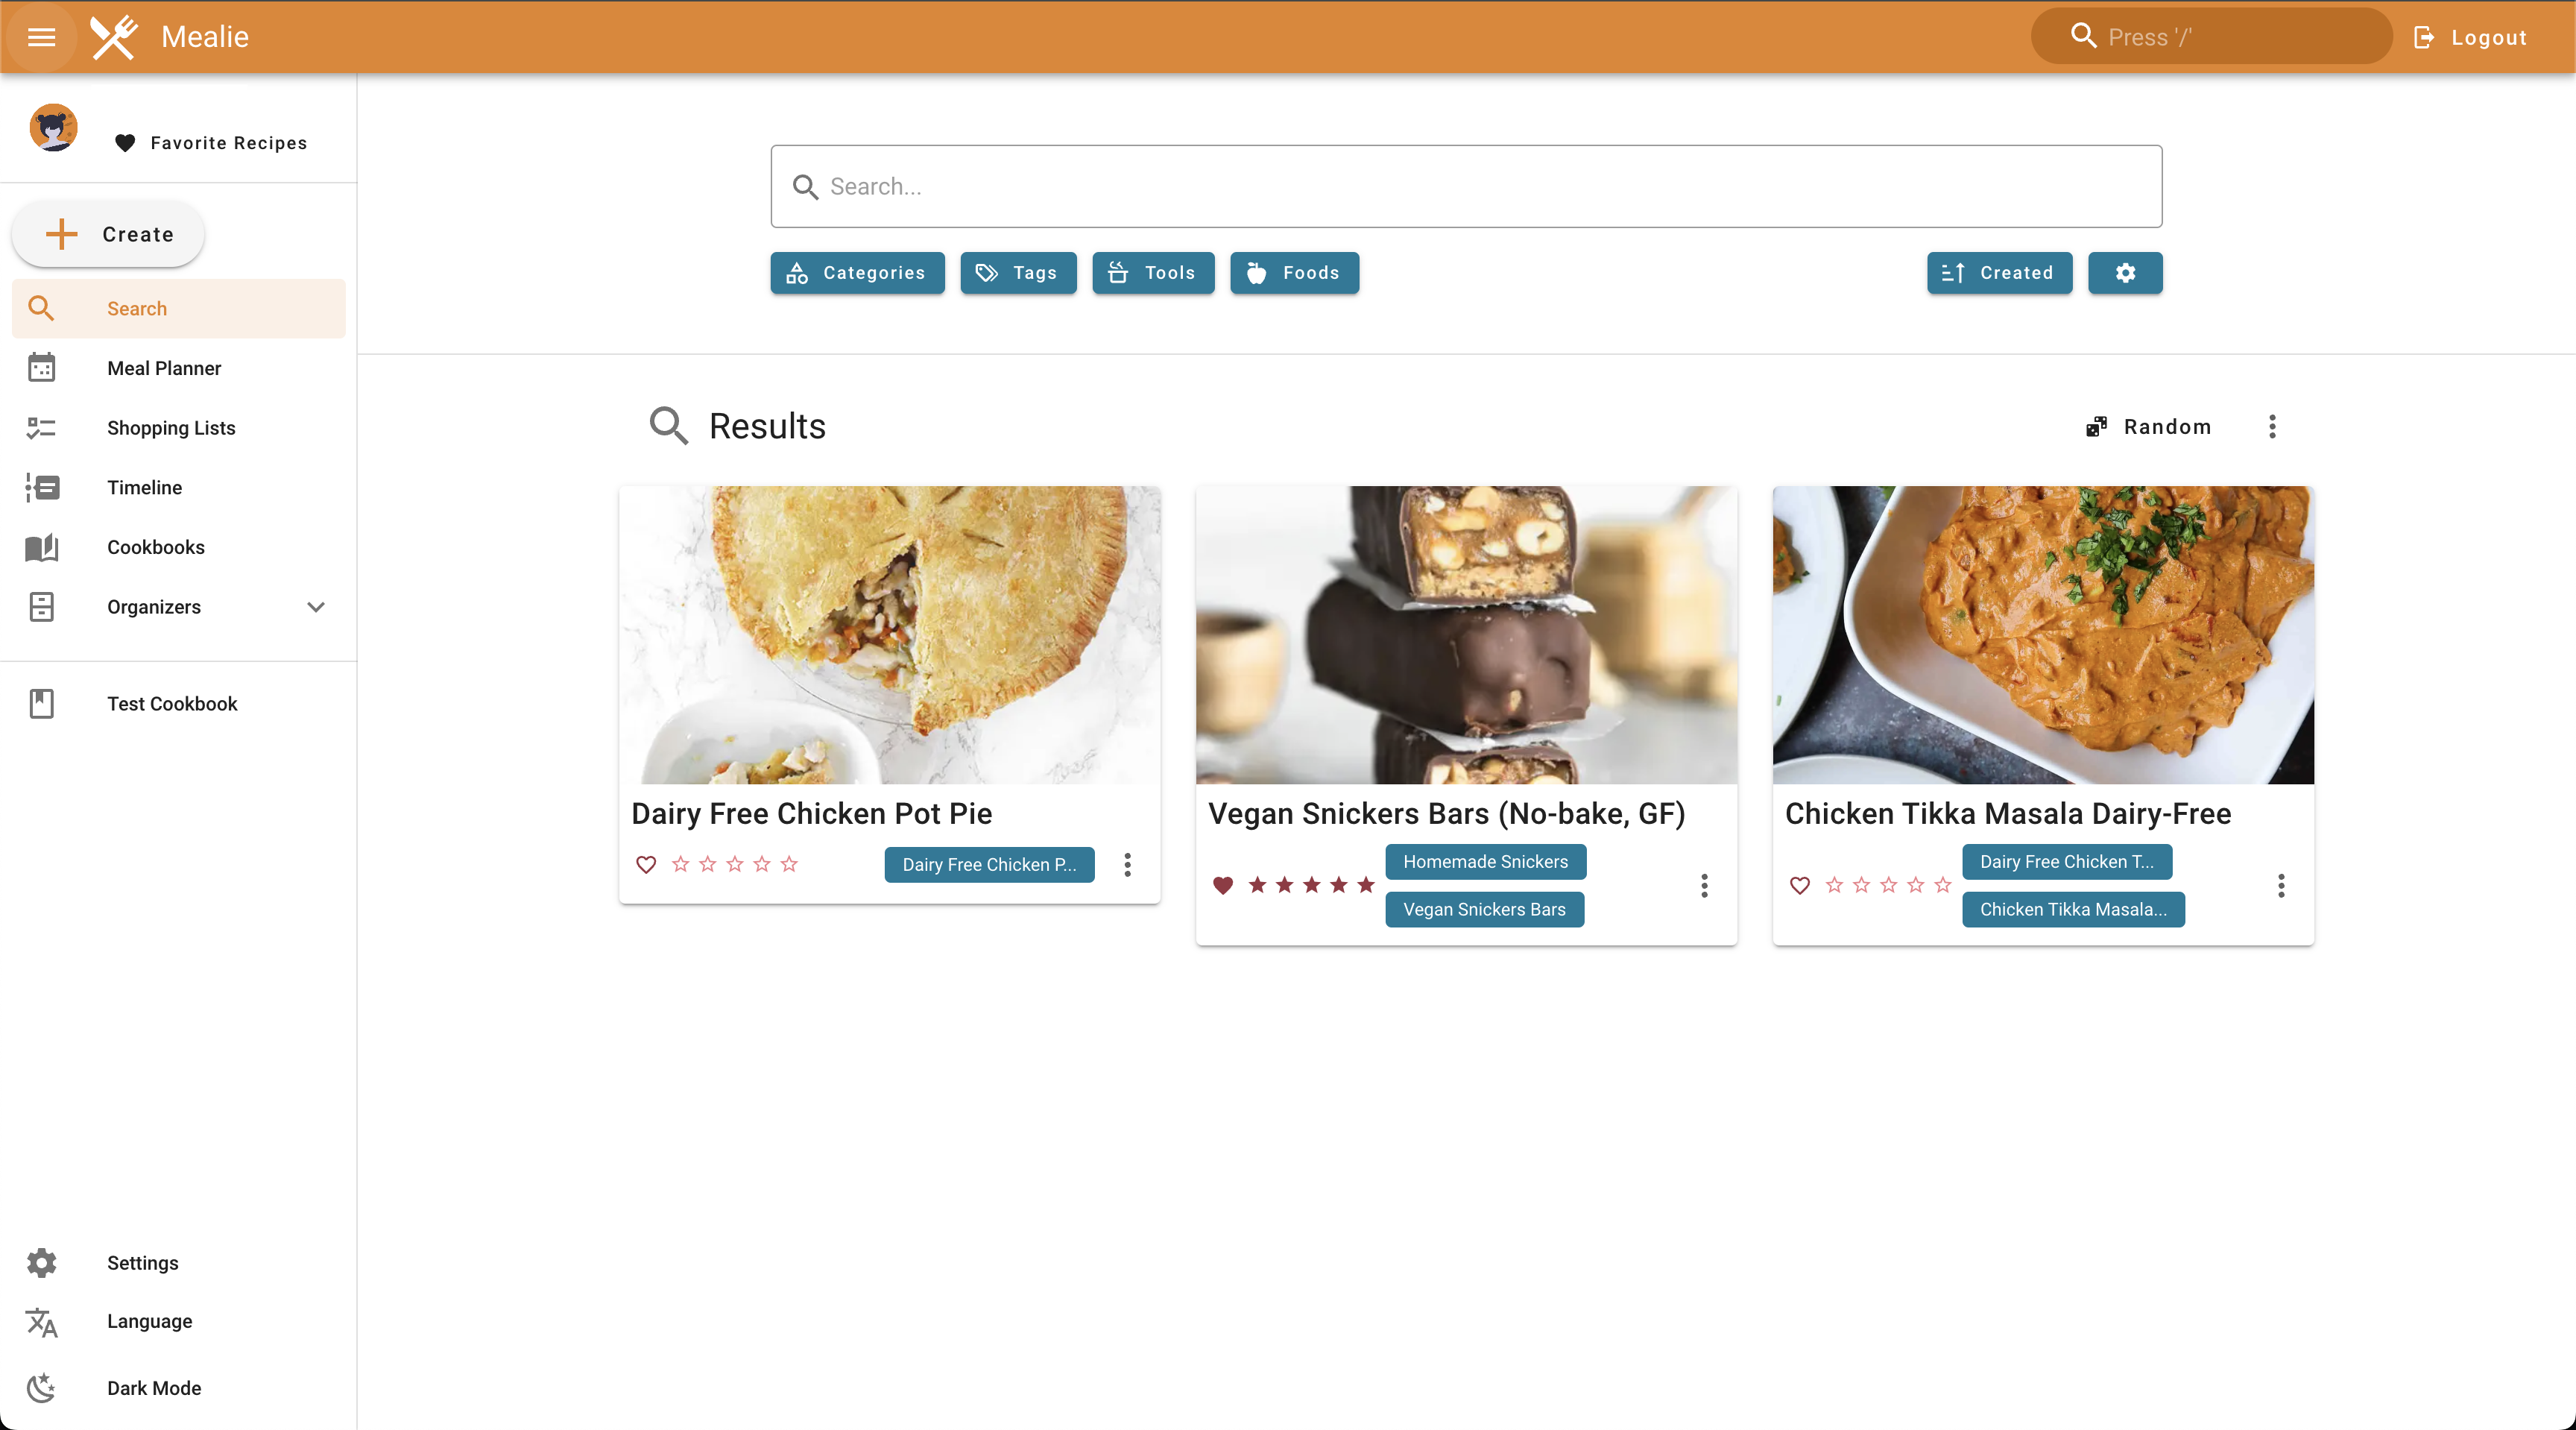 Mealie
Press '/'
Logout
Favorite Recipes
Create
Search
Meal Planner
Shopping Lists
Timeline
Cookbooks
Organizers
Test Cookbook
Settings
Language
Dark Mode
Search...
Categories
Tags
Tools
Foods
Created
Results
Random
Dairy Free Chicken Pot Pie
Dairy Free Chicken P...
Vegan Snickers Bars (No-bake, GF)
Homemade Snickers
Vegan Snickers Bars
Chicken Tikka Masala Dairy-Free
Dairy Free Chicken T...
Chicken Tikka Masala...